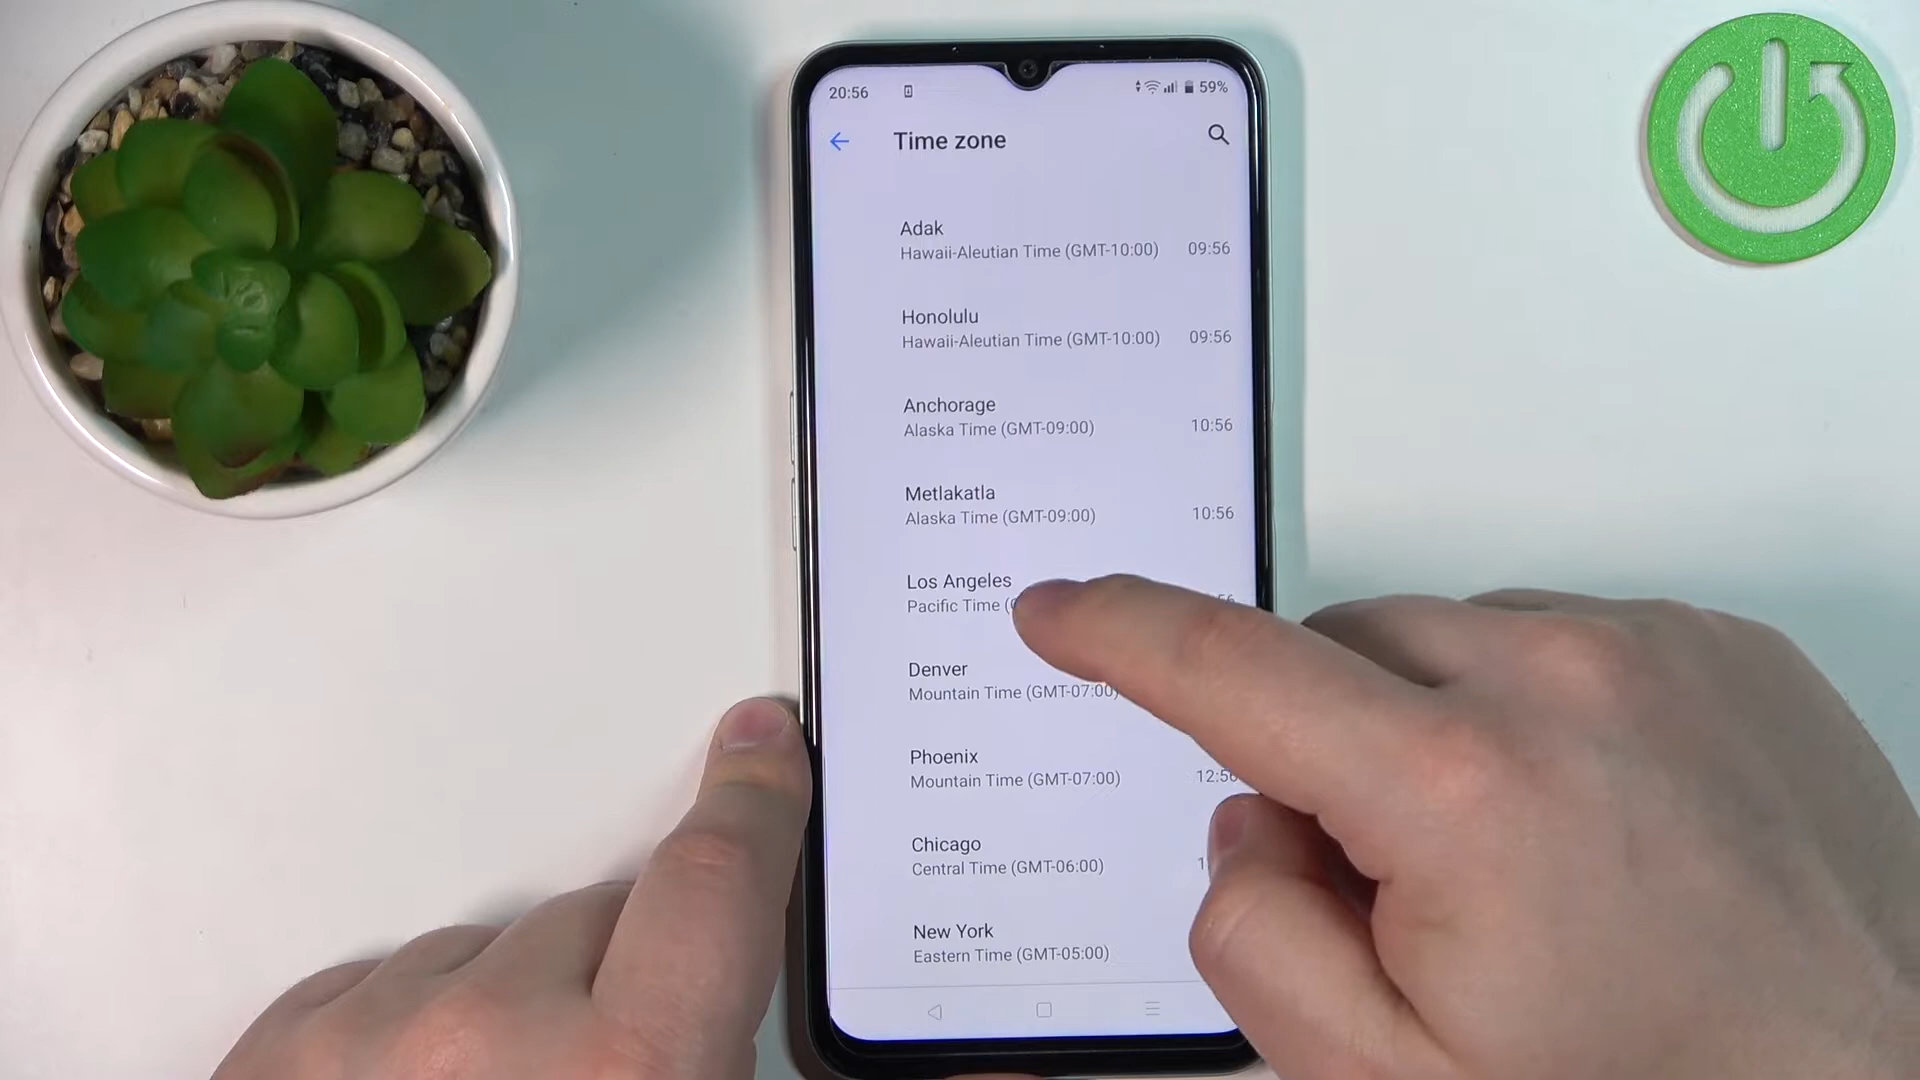 20:56
59%
Time zone
Adak
Hawaii-Aleutian Time (GMT-10:00) 09:56
Honolulu
Hawaii-Aleutian Time (GMT-10:00) 09:56
Anchorage
Alaska Time (GMT-09:00) 10:56
Metlakatla
Alaska Time (GMT-09:00) 10:56
Los Angeles
Pacific Time
Denver
Mountain Time (GMT-07:00)
Phoenix
Mountain Time (GMT-07:00) 12:56
Chicago
Central Time (GMT-06:00)
New York
Eastern Time (GMT-05:00)